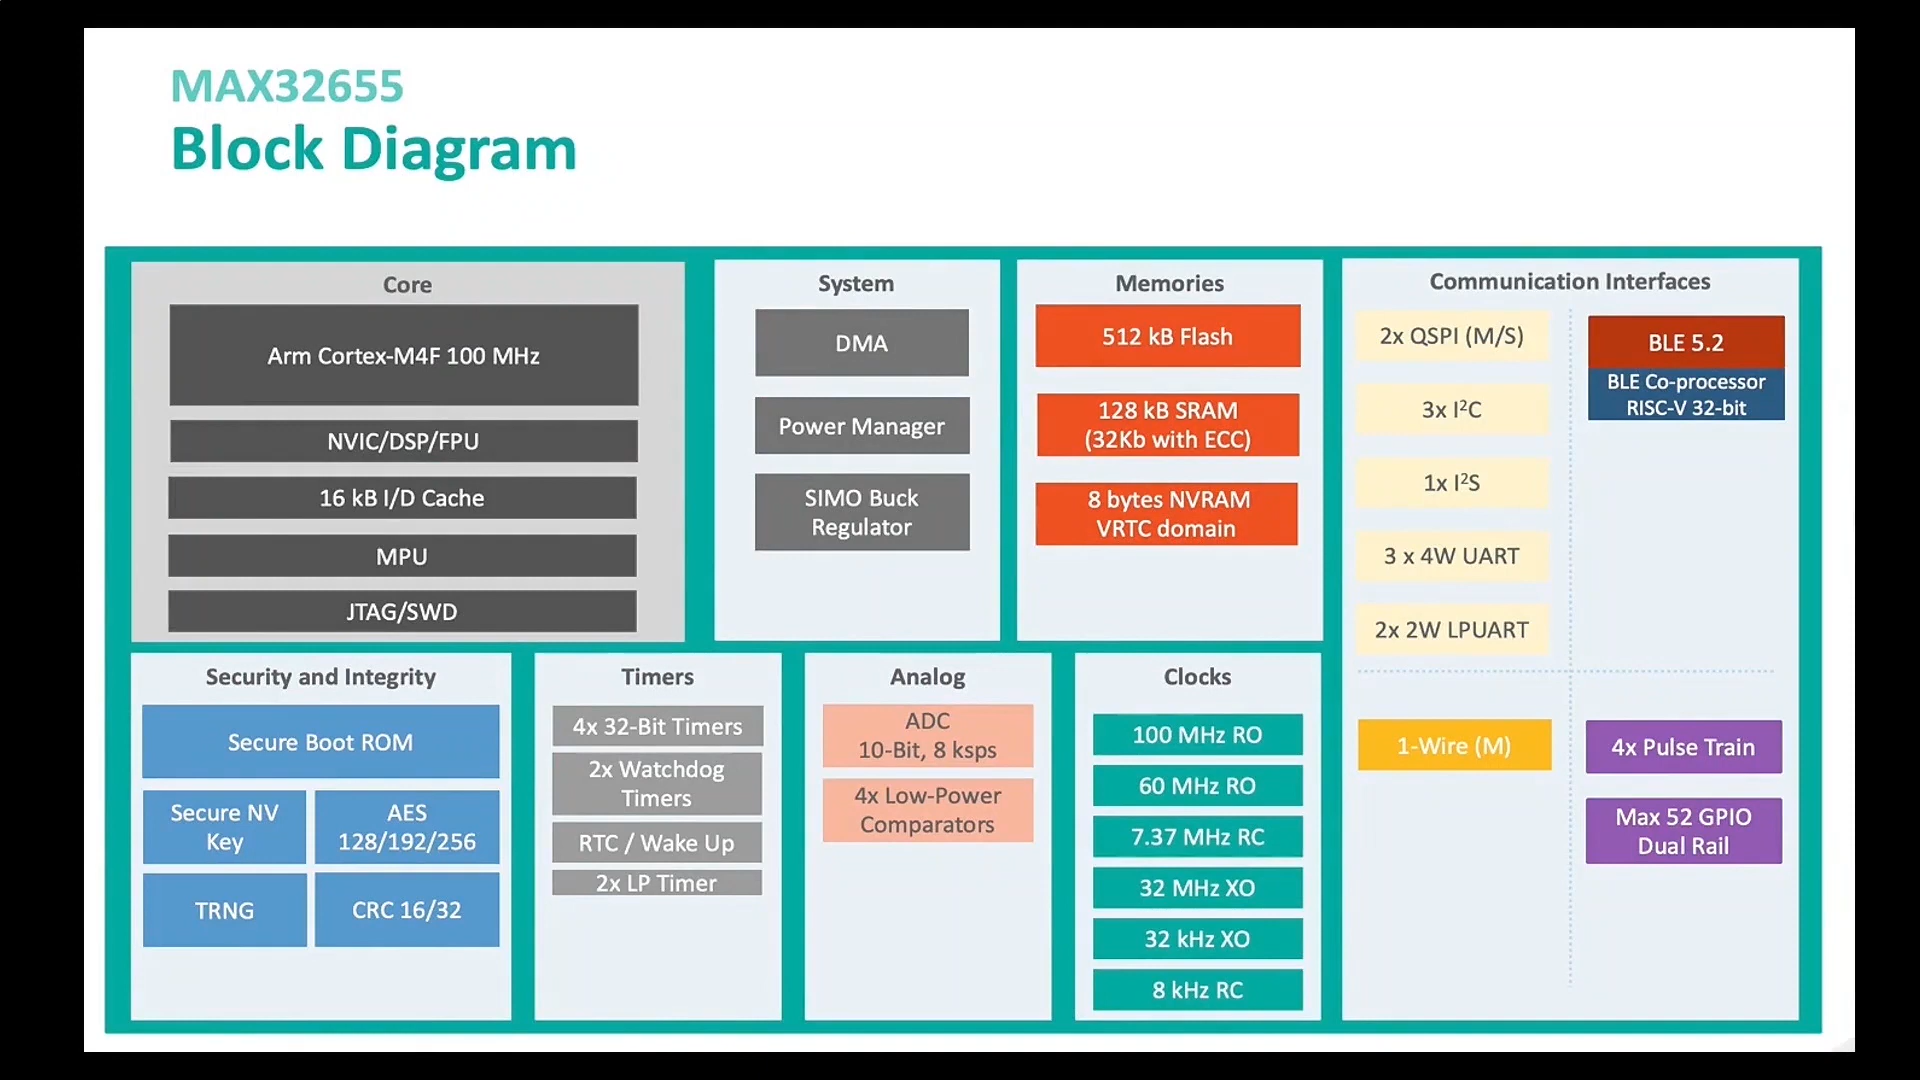 MAX32655
Block Diagram
Core
Arm Cortex-M4F 100 MHz
NVIC/DSP/FPU
16 kB I/D Cache
MPU
JTAG/SWD
System
DMA
Power Manager
SIMO Buck
Regulator
Memories
512 kB Flash
128 kB SRAM
(32Kb with ECC)
8 bytes NVRAM
VRTC domain
Communication Interfaces
2x QSPI (M/S)
3x I²C
1x I²S
3 x 4W UART
2x 2W LPUART
BLE 5.2
BLE Co-processor
RISC-V 32-bit
1-Wire (M)
4x Pulse Train
Max 52 GPIO
Dual Rail
Security and Integrity
Secure Boot ROM
Secure NV
Key
AES
128/192/256
TRNG
CRC 16/32
Timers
4x 32-Bit Timers
2x Watchdog
Timers
RTC / Wake Up
2x LP Timer
Analog
ADC
10-Bit, 8 ksps
4x Low-Power
Comparators
Clocks
100 MHz RO
60 MHz RO
7.37 MHz RC
32 MHz XO
32 kHz XO
8 kHz RC